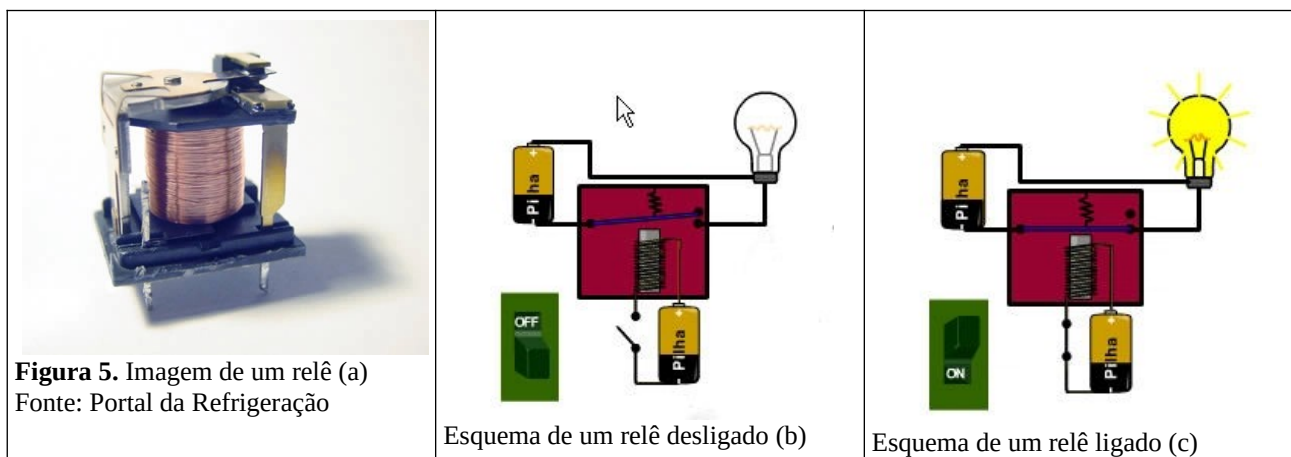 Pilha
Pilha
OFF
Pilha
ON
Pilha
Figura 5. Imagem de um relê (a)
Fonte: Portal da Refrigeração
Esquema de um relê desligado (b)
Esquema de um relê ligado (c)